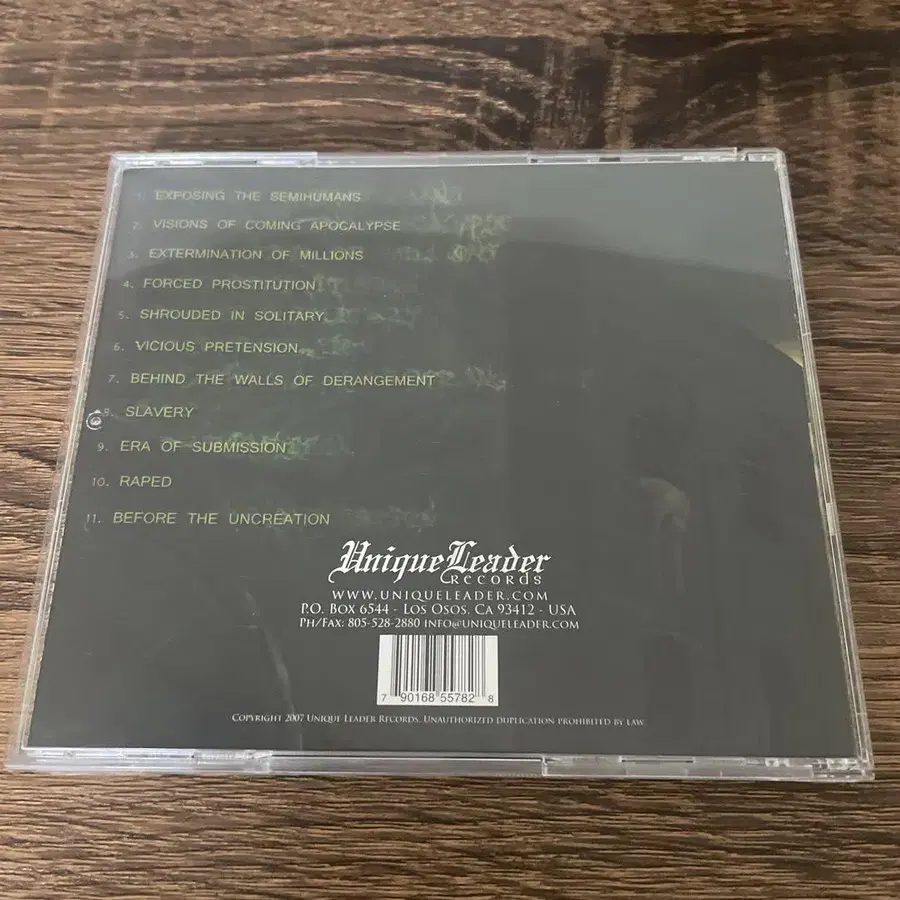 1. EXPOSING THE SEMIHUMANS
2. VISIONS OF COMING APOCALYPSE
3. EXTERMINATION OF MILLIONS
4. FORCED PROSTITUTION
5. SHROUDED IN SOLITARY
6. VICIOUS PRETENSION
7. BEHIND THE WALLS OF DERANGEMENT
8. SLAVERY
9. ERA OF SUBMISSION
10. RAPED
11. BEFORE THE UNCREATION
Unique Leader
RECORDS
WWW.UNIQUELEADER.COM
P.O. BOX 6544 - LOS OSOS, CA 93412 - USA
PH/FAX: 805-528-2880 INFO@UNIQUELEADER.COM
7 90168 55782 8
COPYRIGHT 2007 UNIQUE LEADER RECORDS. UNAUTHORIZED DUPLICATION PROHIBITED BY LAW.